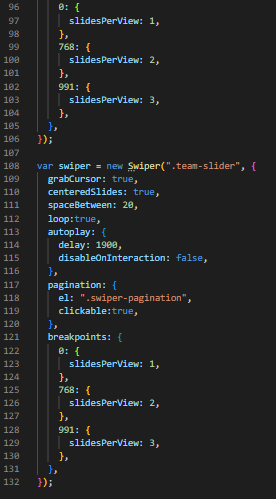 96 0: {
97 slidesPerView: 1,
98 },
99 768: {
100 slidesPerView: 2,
101 },
102 991: {
103 slidesPerView: 3,
104 },
105 },
106 });
107
108 var swiper = new Swiper(".team-slider", {
109 grabCursor: true,
110 centeredSlides: true,
111 spaceBetween: 20,
112 loop:true,
113 autoplay: {
114 delay: 1900,
115 disableOnInteraction: false,
116 },
117 pagination: {
118 el: ".swiper-pagination",
119 clickable:true,
120 },
121 breakpoints: {
122 0: {
123 slidesPerView: 1,
124 },
125 768: {
126 slidesPerView: 2,
127 },
128 991: {
129 slidesPerView: 3,
130 },
131 },
132 });